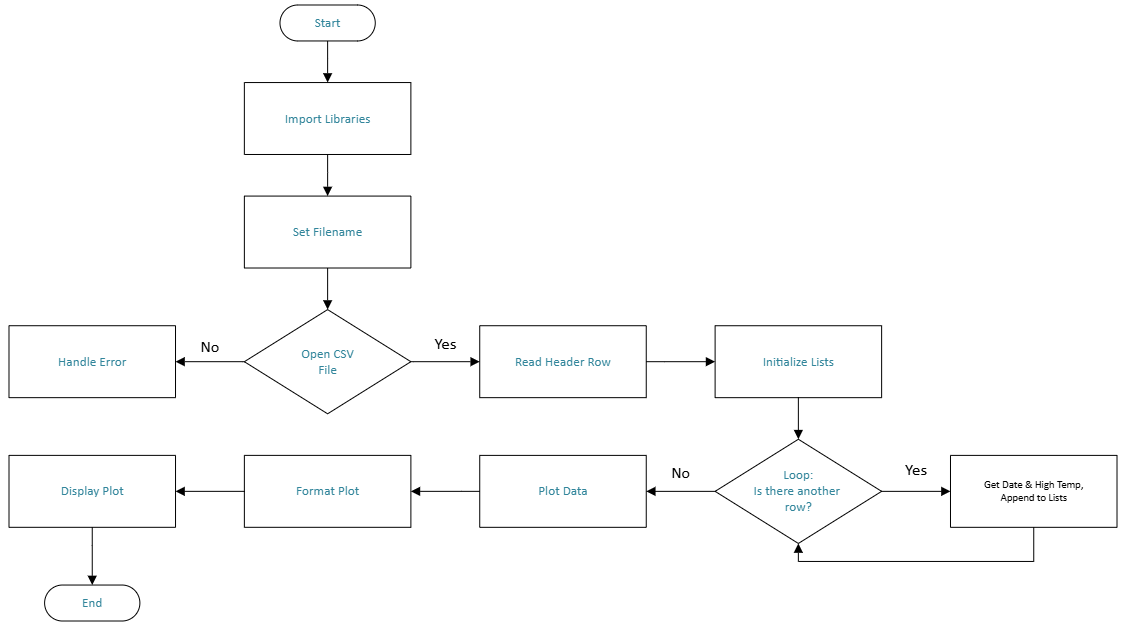 Start
Import Libraries
Set Filename
Open CSV
File
No
Yes
Handle Error
Read Header Row
Initialize Lists
Loop:
Is there another
row?
Yes
No
Get Date & High Temp,
Append to Lists
Plot Data
Format Plot
Display Plot
End